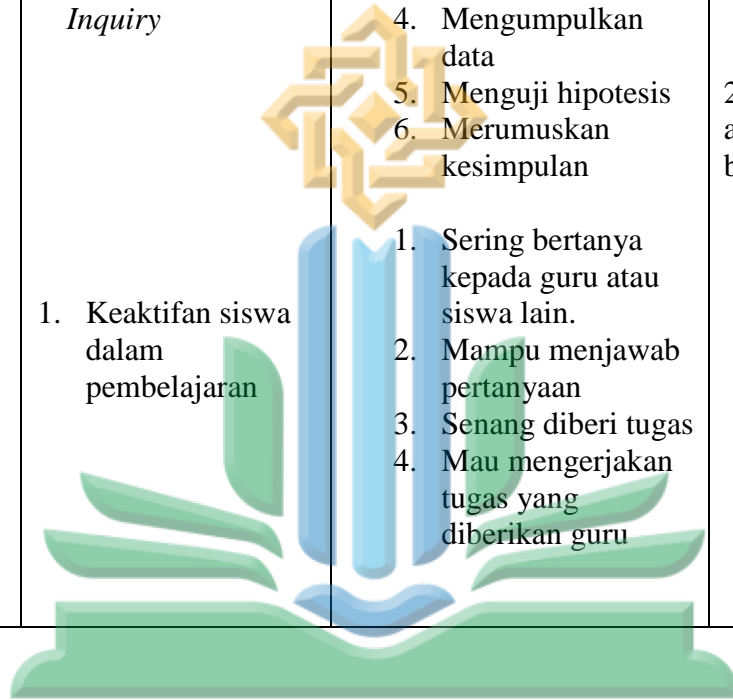 Inquiry
4. Mengumpulkan
data
5. Menguji hipotesis
6. Merumuskan
kesimpulan
1. Keaktifan siswa
dalam
pembelajaran
1. Sering bertanya
kepada guru atau
siswa lain.
2. Mampu menjawab
pertanyaan
3. Senang diberi tugas
4. Mau mengerjakan
tugas yang
diberikan guru